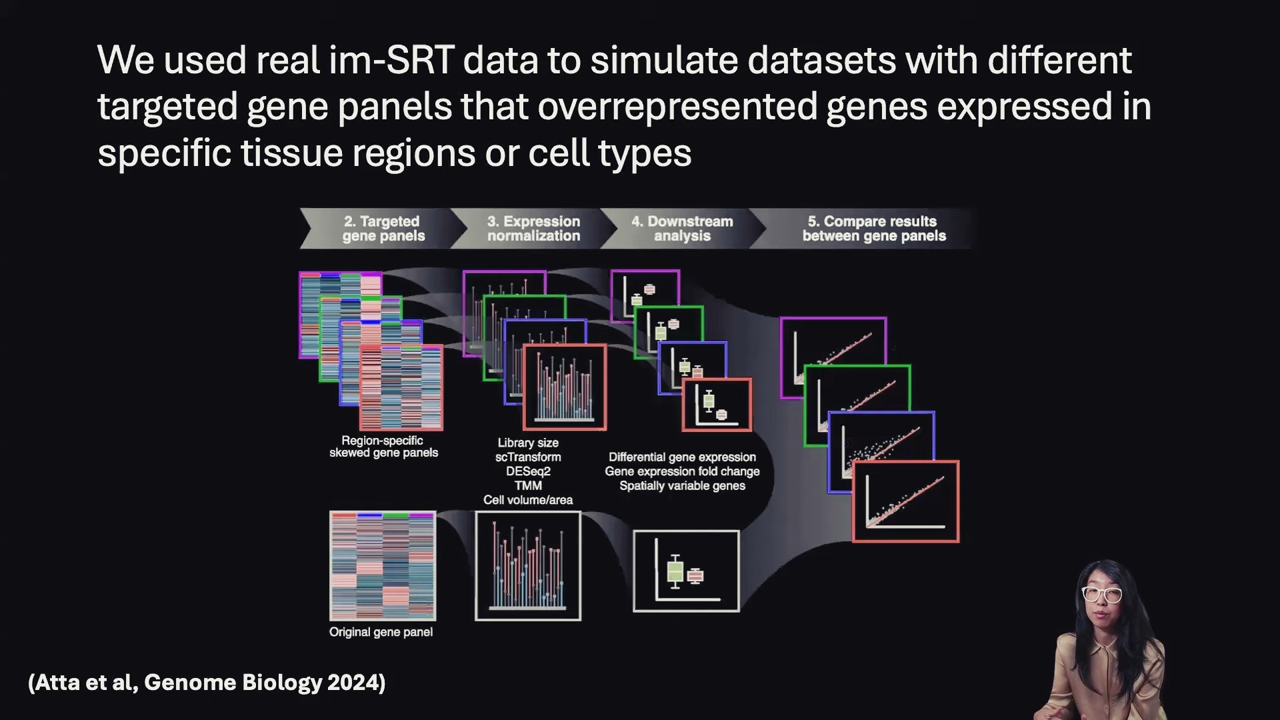 We used real im-SRT data to simulate datasets with different
targeted gene panels that overrepresented genes expressed in
specific tissue regions or cell types
2. Targeted
gene panels
3. Expression
normalization
4. Downstream
analysis
5. Compare results
between gene panels
Region-specific
skewed gene panels
Library size
scTransform
DESeq2
TMM
Cell volume/area
Differential gene expression
Gene expression fold change
Spatially variable genes
Original gene panel
(Atta et al, Genome Biology 2024)